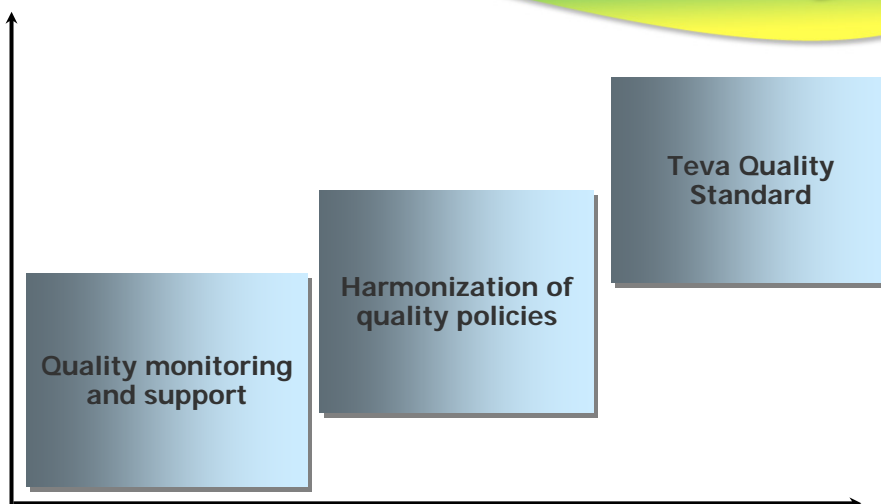 Teva Quality
Standard
Harmonization of
quality policies
Quality monitoring
and support